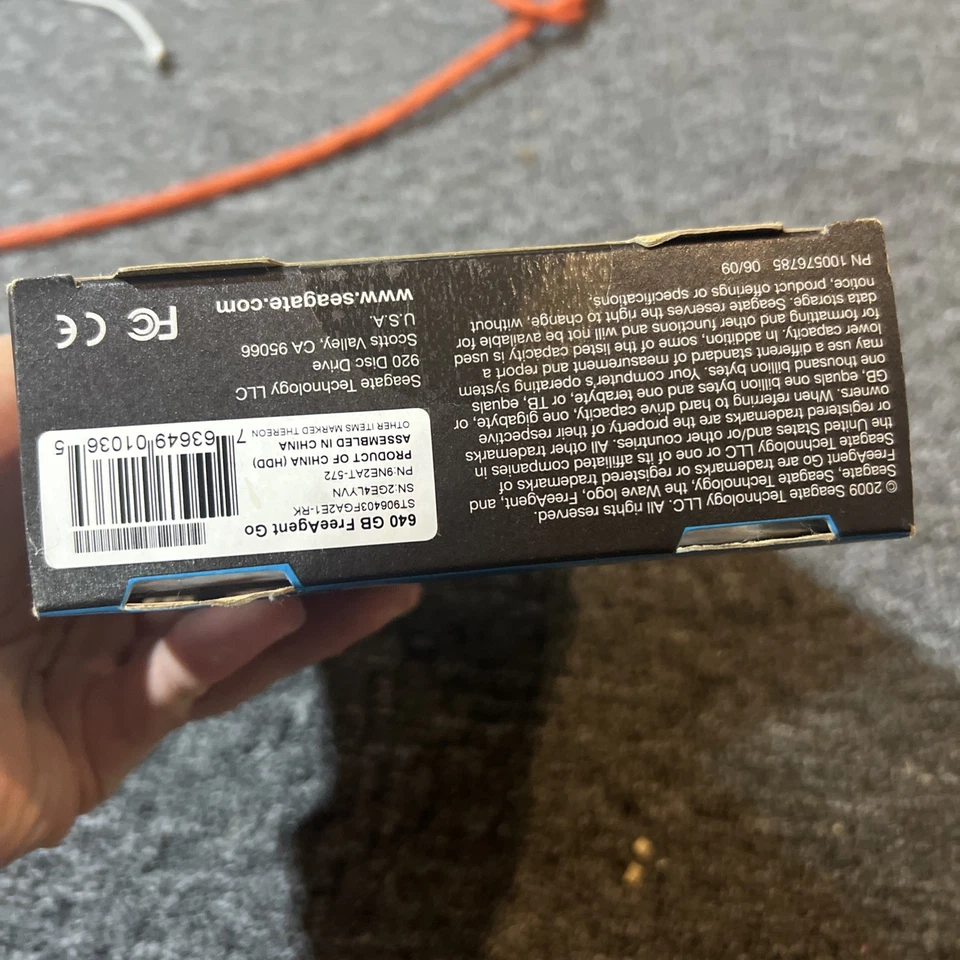 © 2009 Seagate Technology LLC. All rights reserved.
Seagate, Seagate Technology, the Wave logo, FreeAgent, and
FreeAgent Go are trademarks or registered trademarks of
Seagate Technology LLC or one of its affiliated companies in
the United States and/or other countries. All other trademarks
or registered trademarks are the property of their respective
owners. When referring to hard drive capacity, one gigabyte, or
GB, equals one billion bytes and one terabyte, or TB, equals
one thousand billion bytes. Your computer's operating system
may use a different standard of measurement and report a
lower capacity. In addition, some of the listed capacity is used
for formatting and other functions and will not be available for
data storage. Seagate reserves the right to change, without
notice, product offerings or specifications.
PN 100576785 06/09
640 GB FreeAgent Go
ST906403FGA2E1-RK
SN:2GE4LYVN
PN:9NE2AT-572
PRODUCT OF CHINA (HDD)
ASSEMBLED IN CHINA
OTHER ITEMS MARKED THEREON
7 63649 01036 5
Seagate Technology LLC
920 Disc Drive
Scotts Valley, CA 95066
U.S.A.
www.seagate.com
FC CE